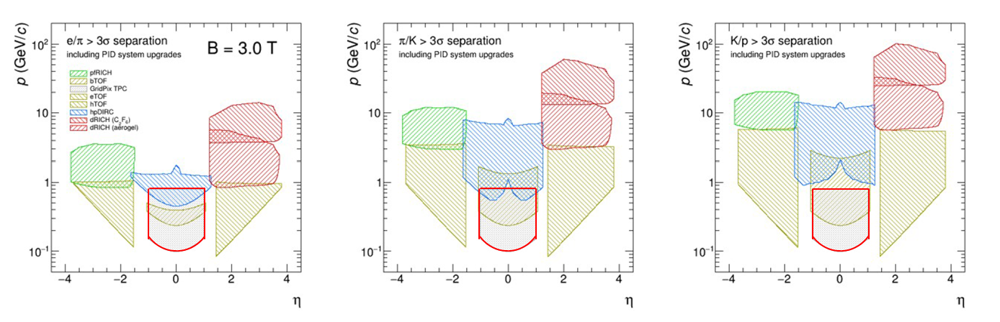 e/π > 3σ separation
including PID system upgrades
B = 3.0 T
pfRICH
bTOF
GridPix TPC
eTOF
hTOF
hpDIRC
dRICH (C₂F₆)
dRICH (aerogel)
p (GeV/c)
10²
10
1
10⁻¹
−4 −2 0 2 4
η
π/K > 3σ separation
including PID system upgrades
p (GeV/c)
10²
10
1
10⁻¹
−4 −2 0 2 4
η
K/p > 3σ separation
including PID system upgrades
p (GeV/c)
10²
10
1
10⁻¹
−4 −2 0 2 4
η